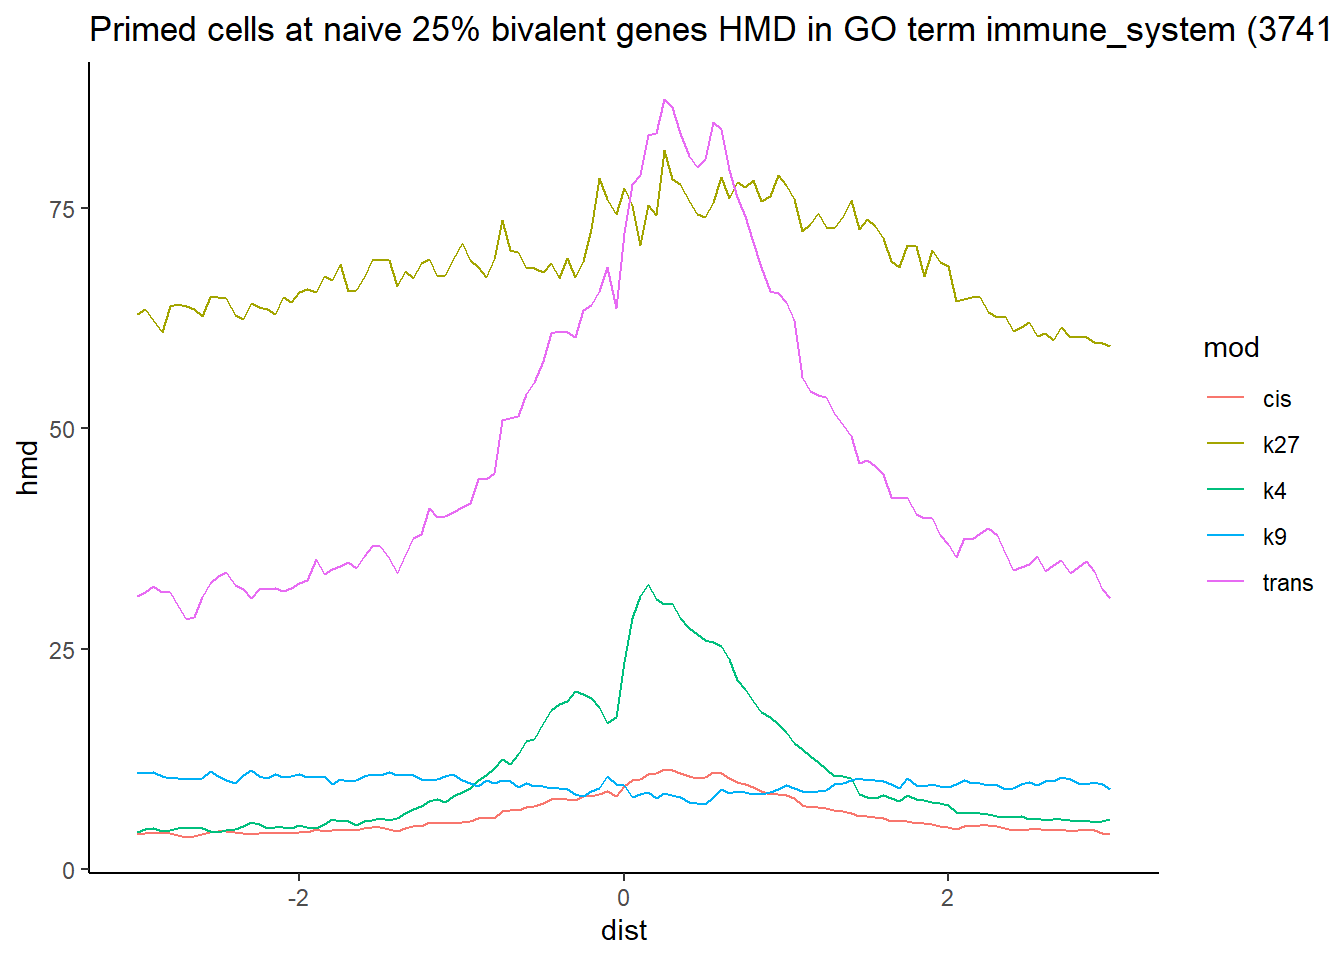 Primed cells at naive 25% bivalent genes HMD in GO term immune_system (3741
75
50
25
0
-2
0
2
hmd
dist
mod
cis
k27
k4
k9
trans